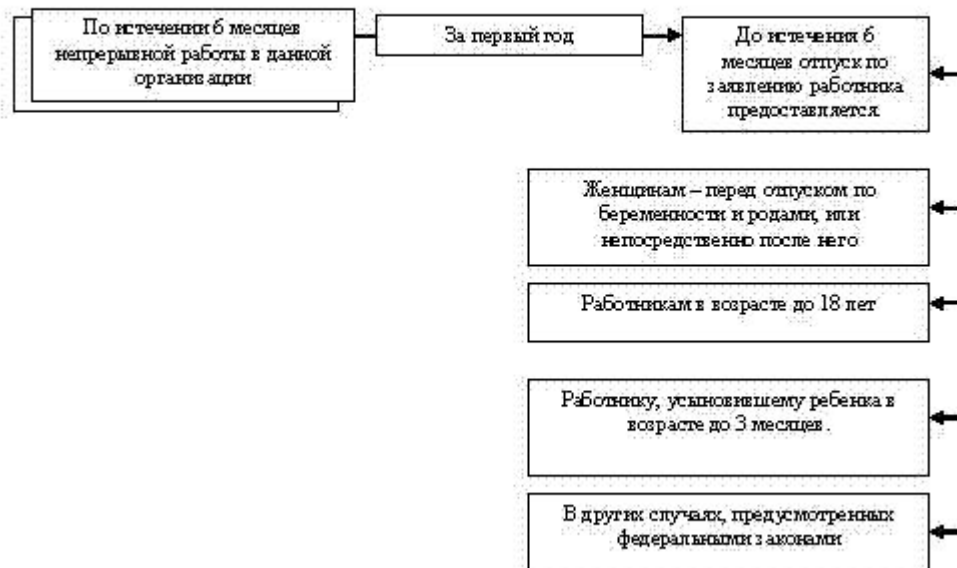 По истечении 6 месяцев
непрерывной работы в данной
организации
За первый год
До истечения 6
месяцев отпуск по
заявлению работника
предоставляется
Женщинам – перед отпуском по
беременности и родами, или
непосредственно после него
Работникам в возрасте до 18 лет
Работнику, усыновившему ребенка в
возрасте до 3 месяцев.
В других случаях, предусмотренных
федеральными законами